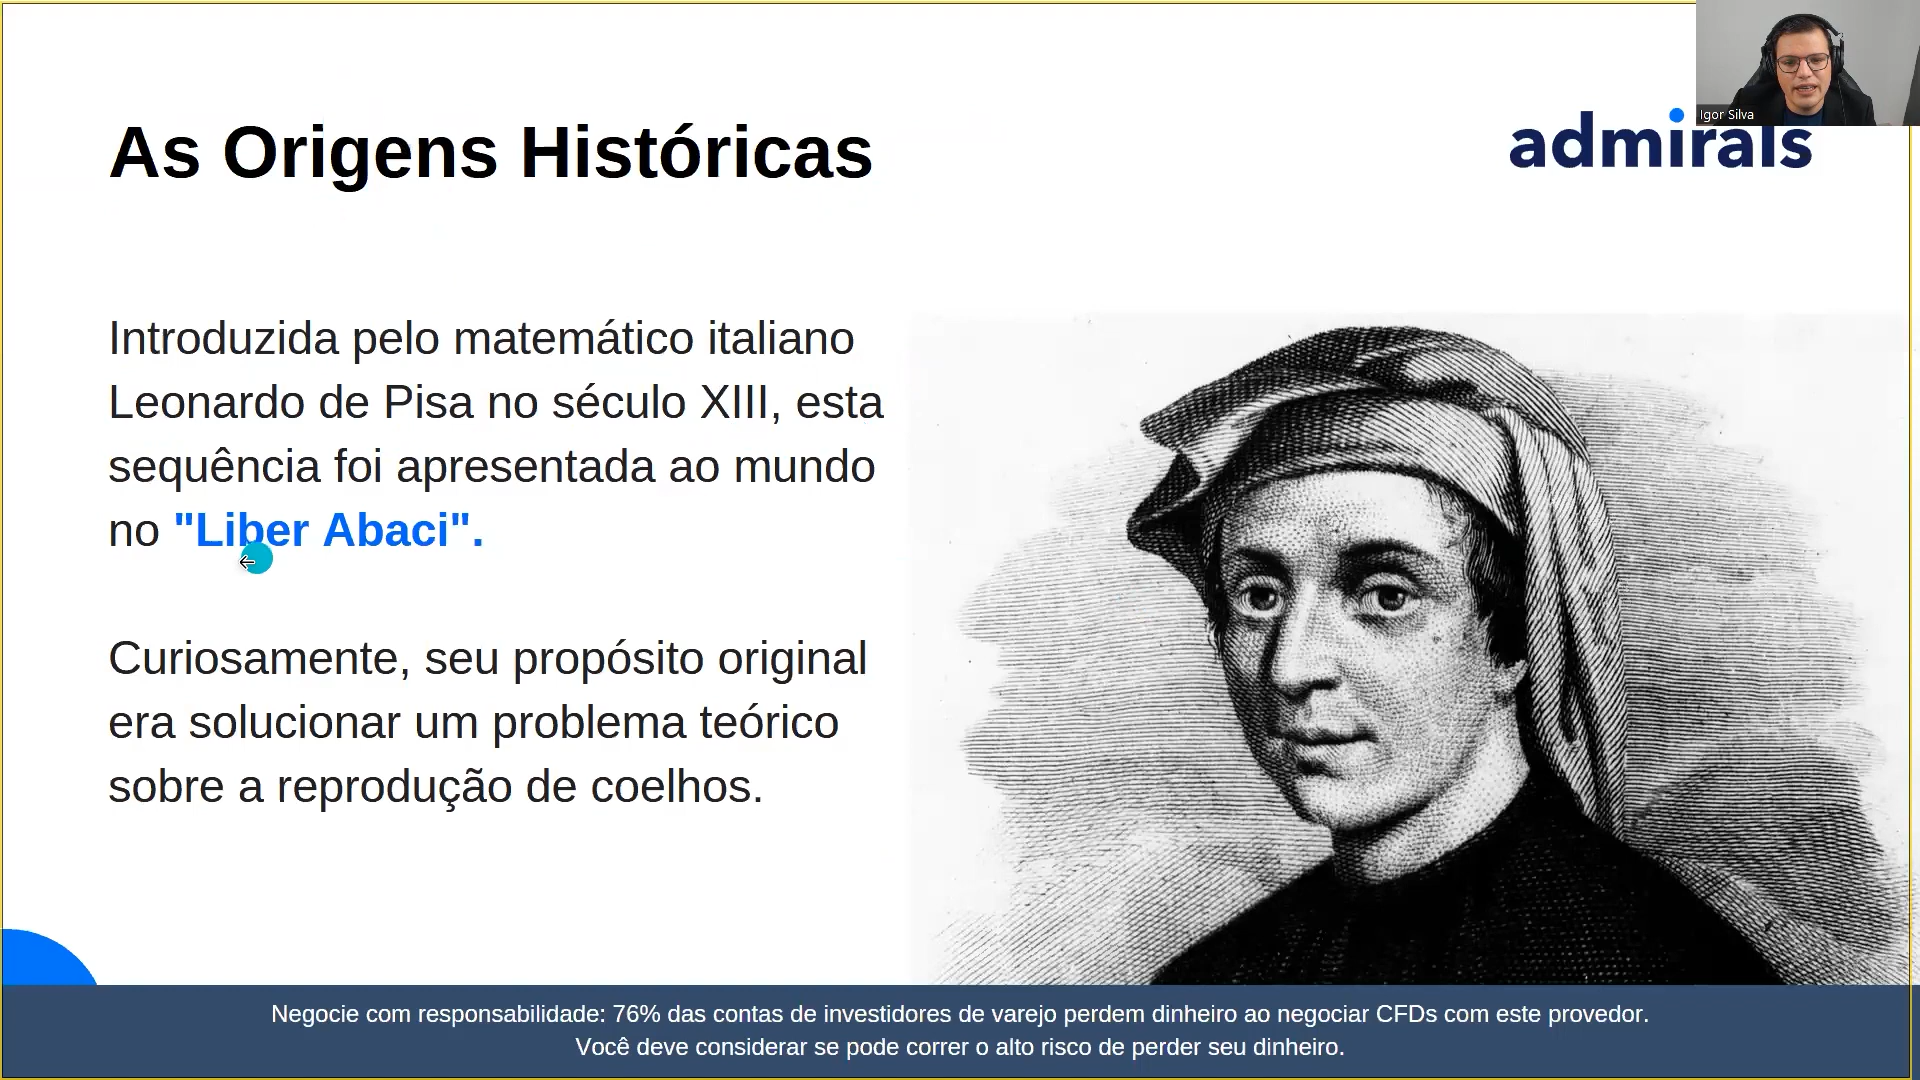 As Origens Históricas
admirals
Igor Silva
Introduzida pelo matemático italiano
Leonardo de Pisa no século XIII, esta
sequência foi apresentada ao mundo
no "Liber Abaci".
Curiosamente, seu propósito original
era solucionar um problema teórico
sobre a reprodução de coelhos.
Negocie com responsabilidade: 76% das contas de investidores de varejo perdem dinheiro ao negociar CFDs com este provedor.
Você deve considerar se pode correr o alto risco de perder seu dinheiro.